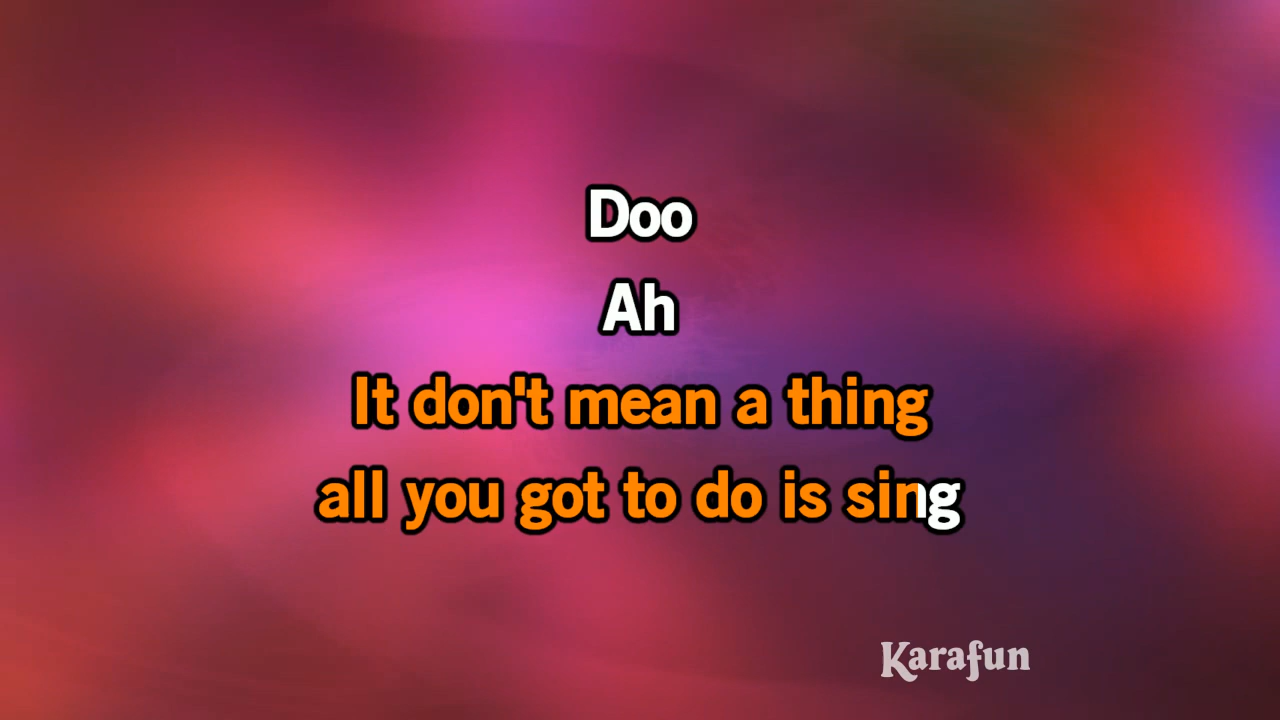 Doo
Ah
It don't mean a thing
all you got to do is sing
Karafun